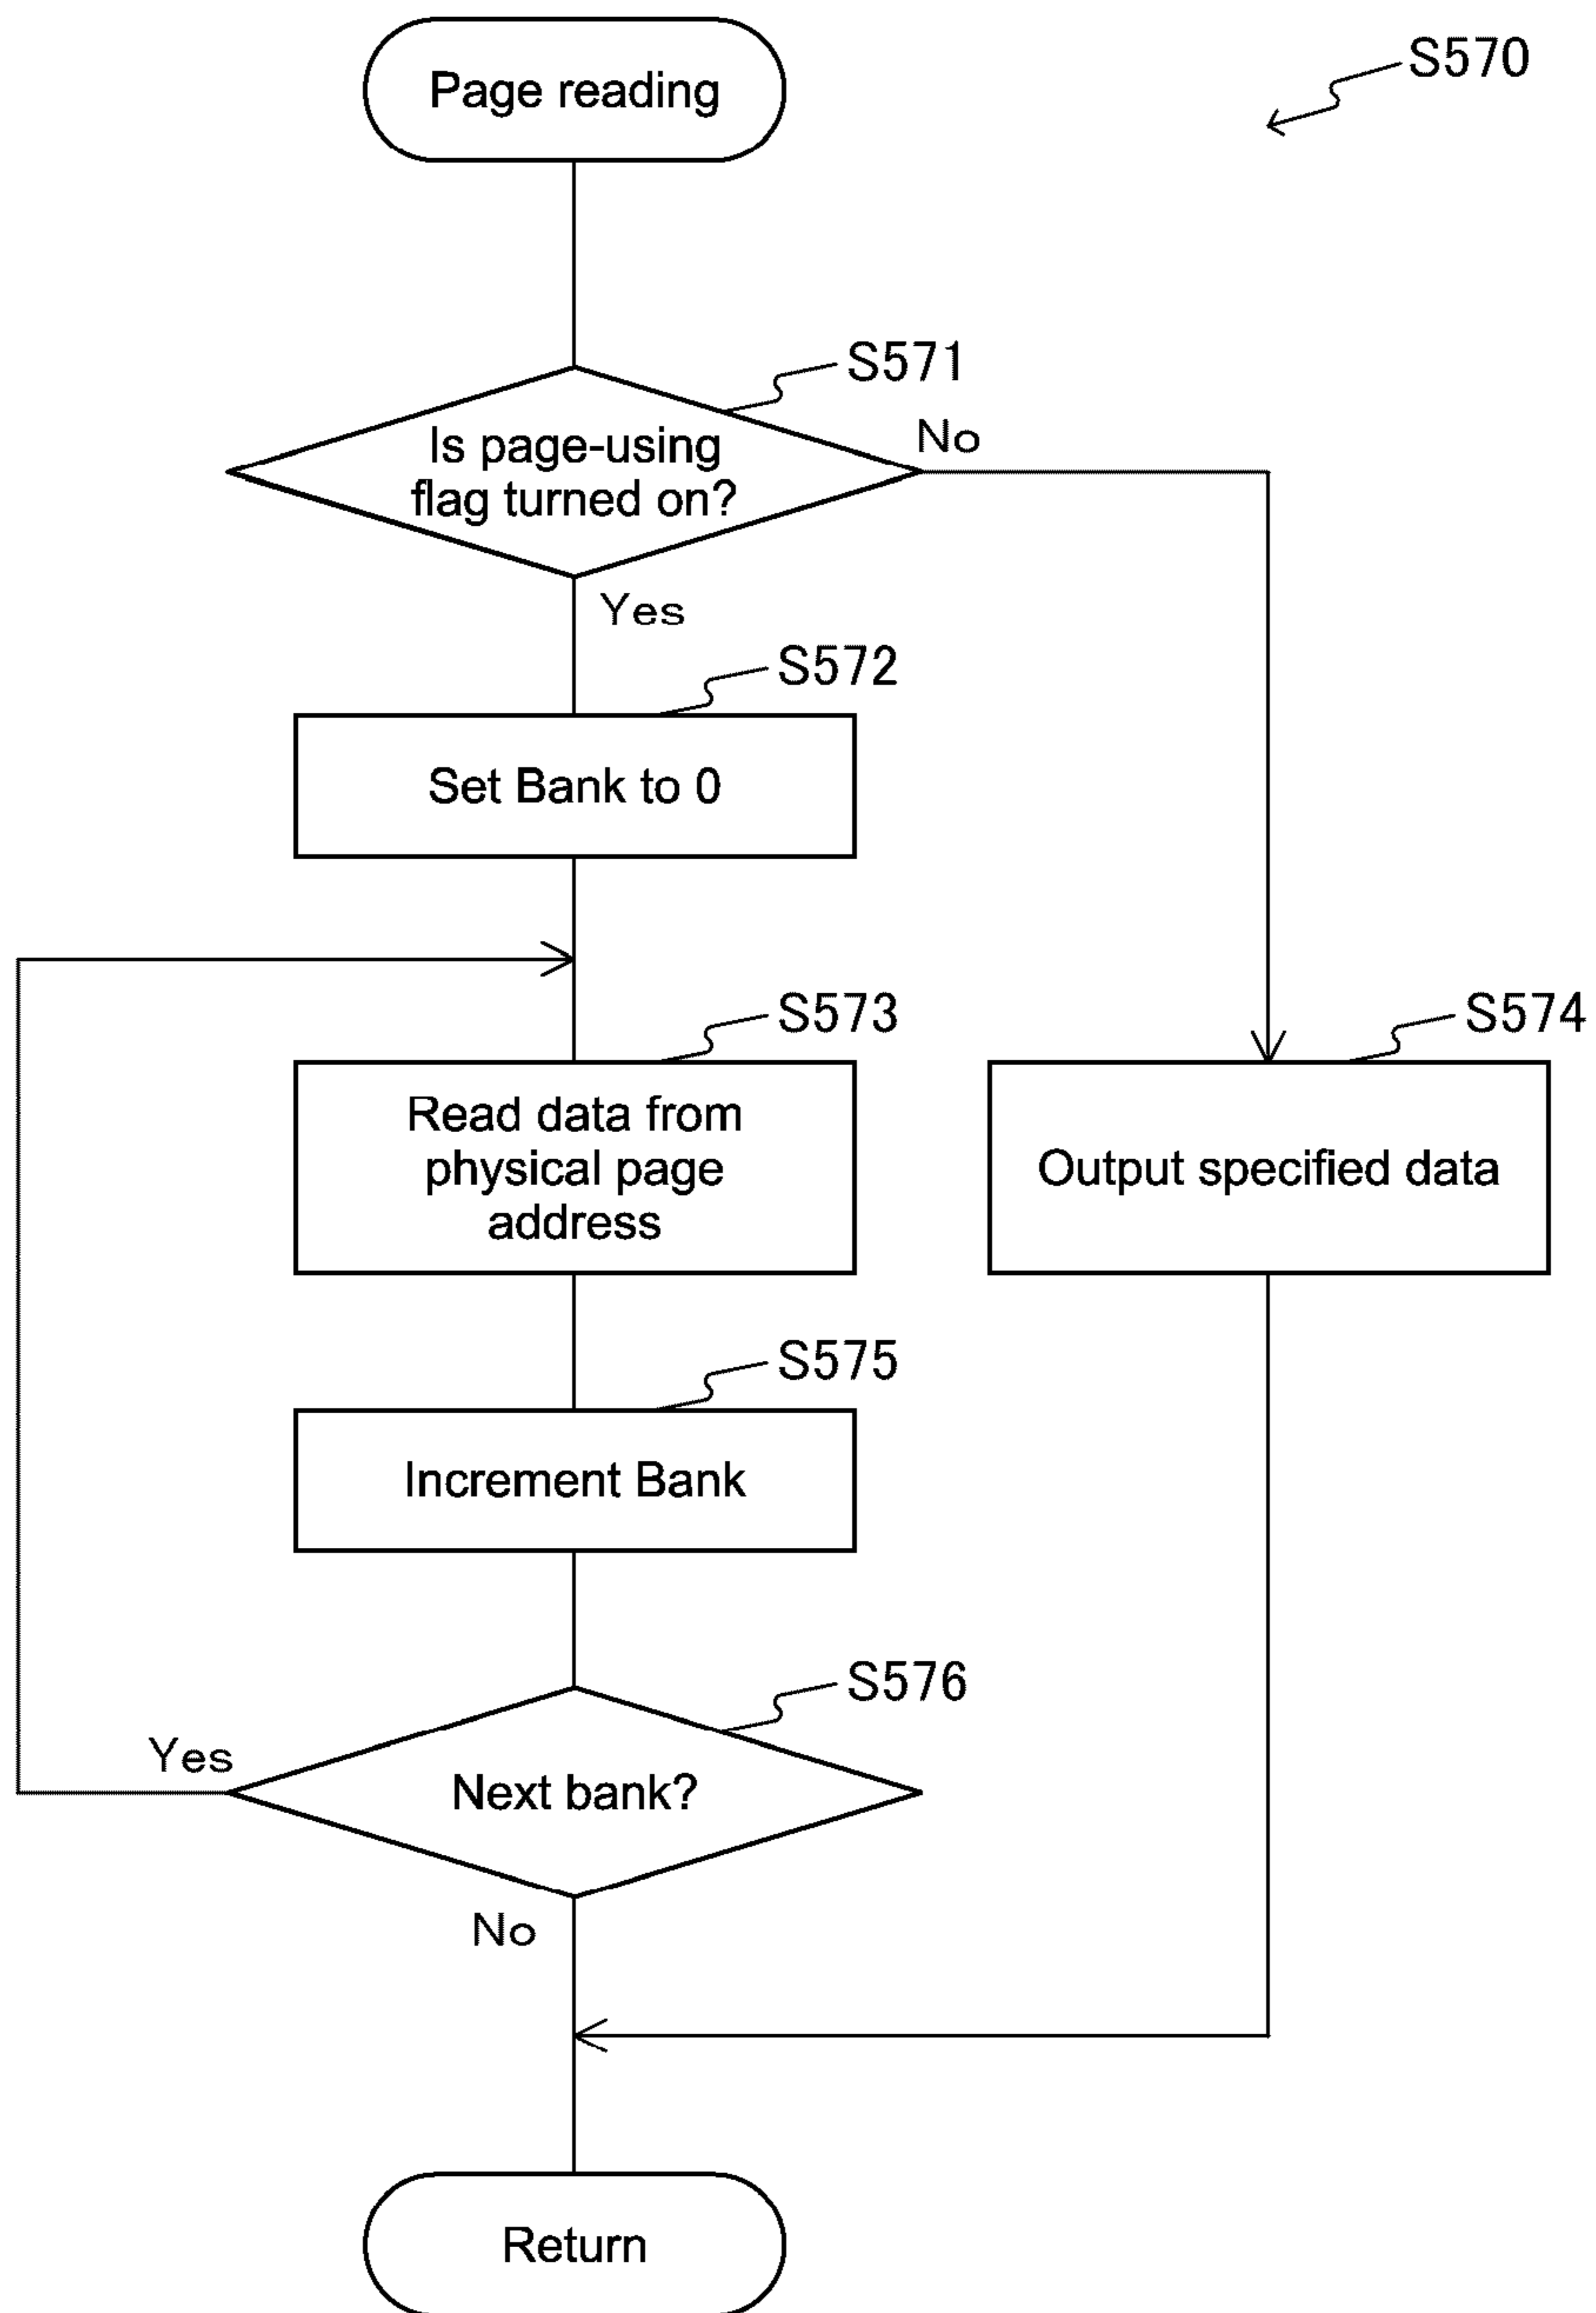 Page reading
S570
S571
Is page-using
flag turned on?
No
Yes
S572
Set Bank to 0
S573
Read data from
physical page
address
S574
Output specified data
S575
Increment Bank
S576
Next bank?
Yes
No
Return